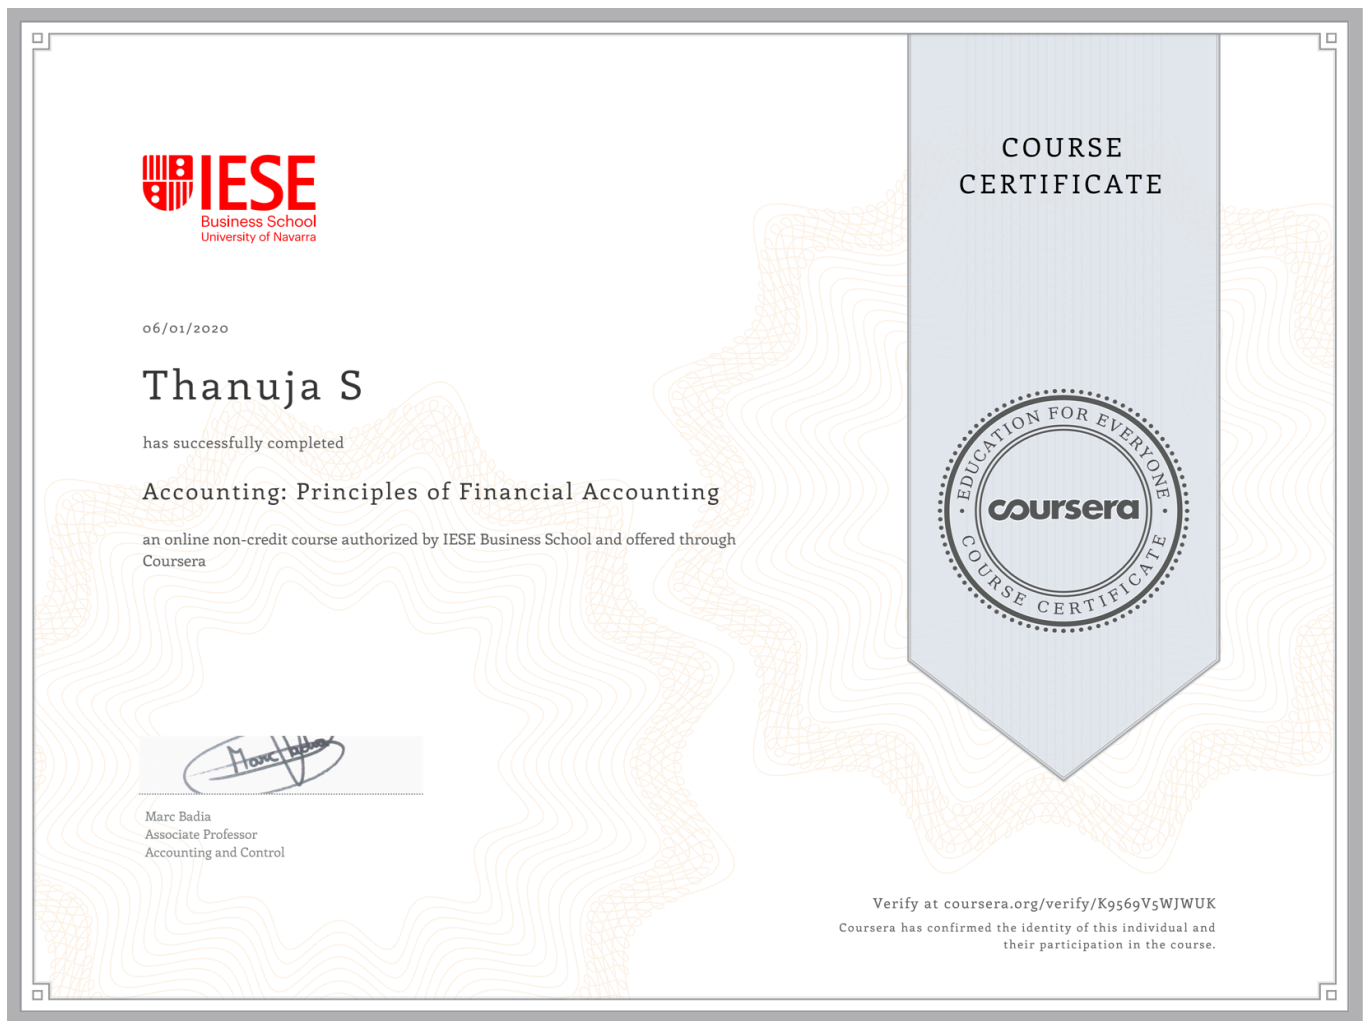 IESE
Business School
University of Navarra
COURSE
CERTIFICATE
06/01/2020
Thanuja S
has successfully completed
Accounting: Principles of Financial Accounting
an online non-credit course authorized by IESE Business School and offered through
Coursera
EDUCATION FOR EVERYONE
coursera
COURSE CERTIFICATE
Marc Badia
Marc Badia
Associate Professor
Accounting and Control
Verify at coursera.org/verify/K9569V5WJWUK
Coursera has confirmed the identity of this individual and
their participation in the course.